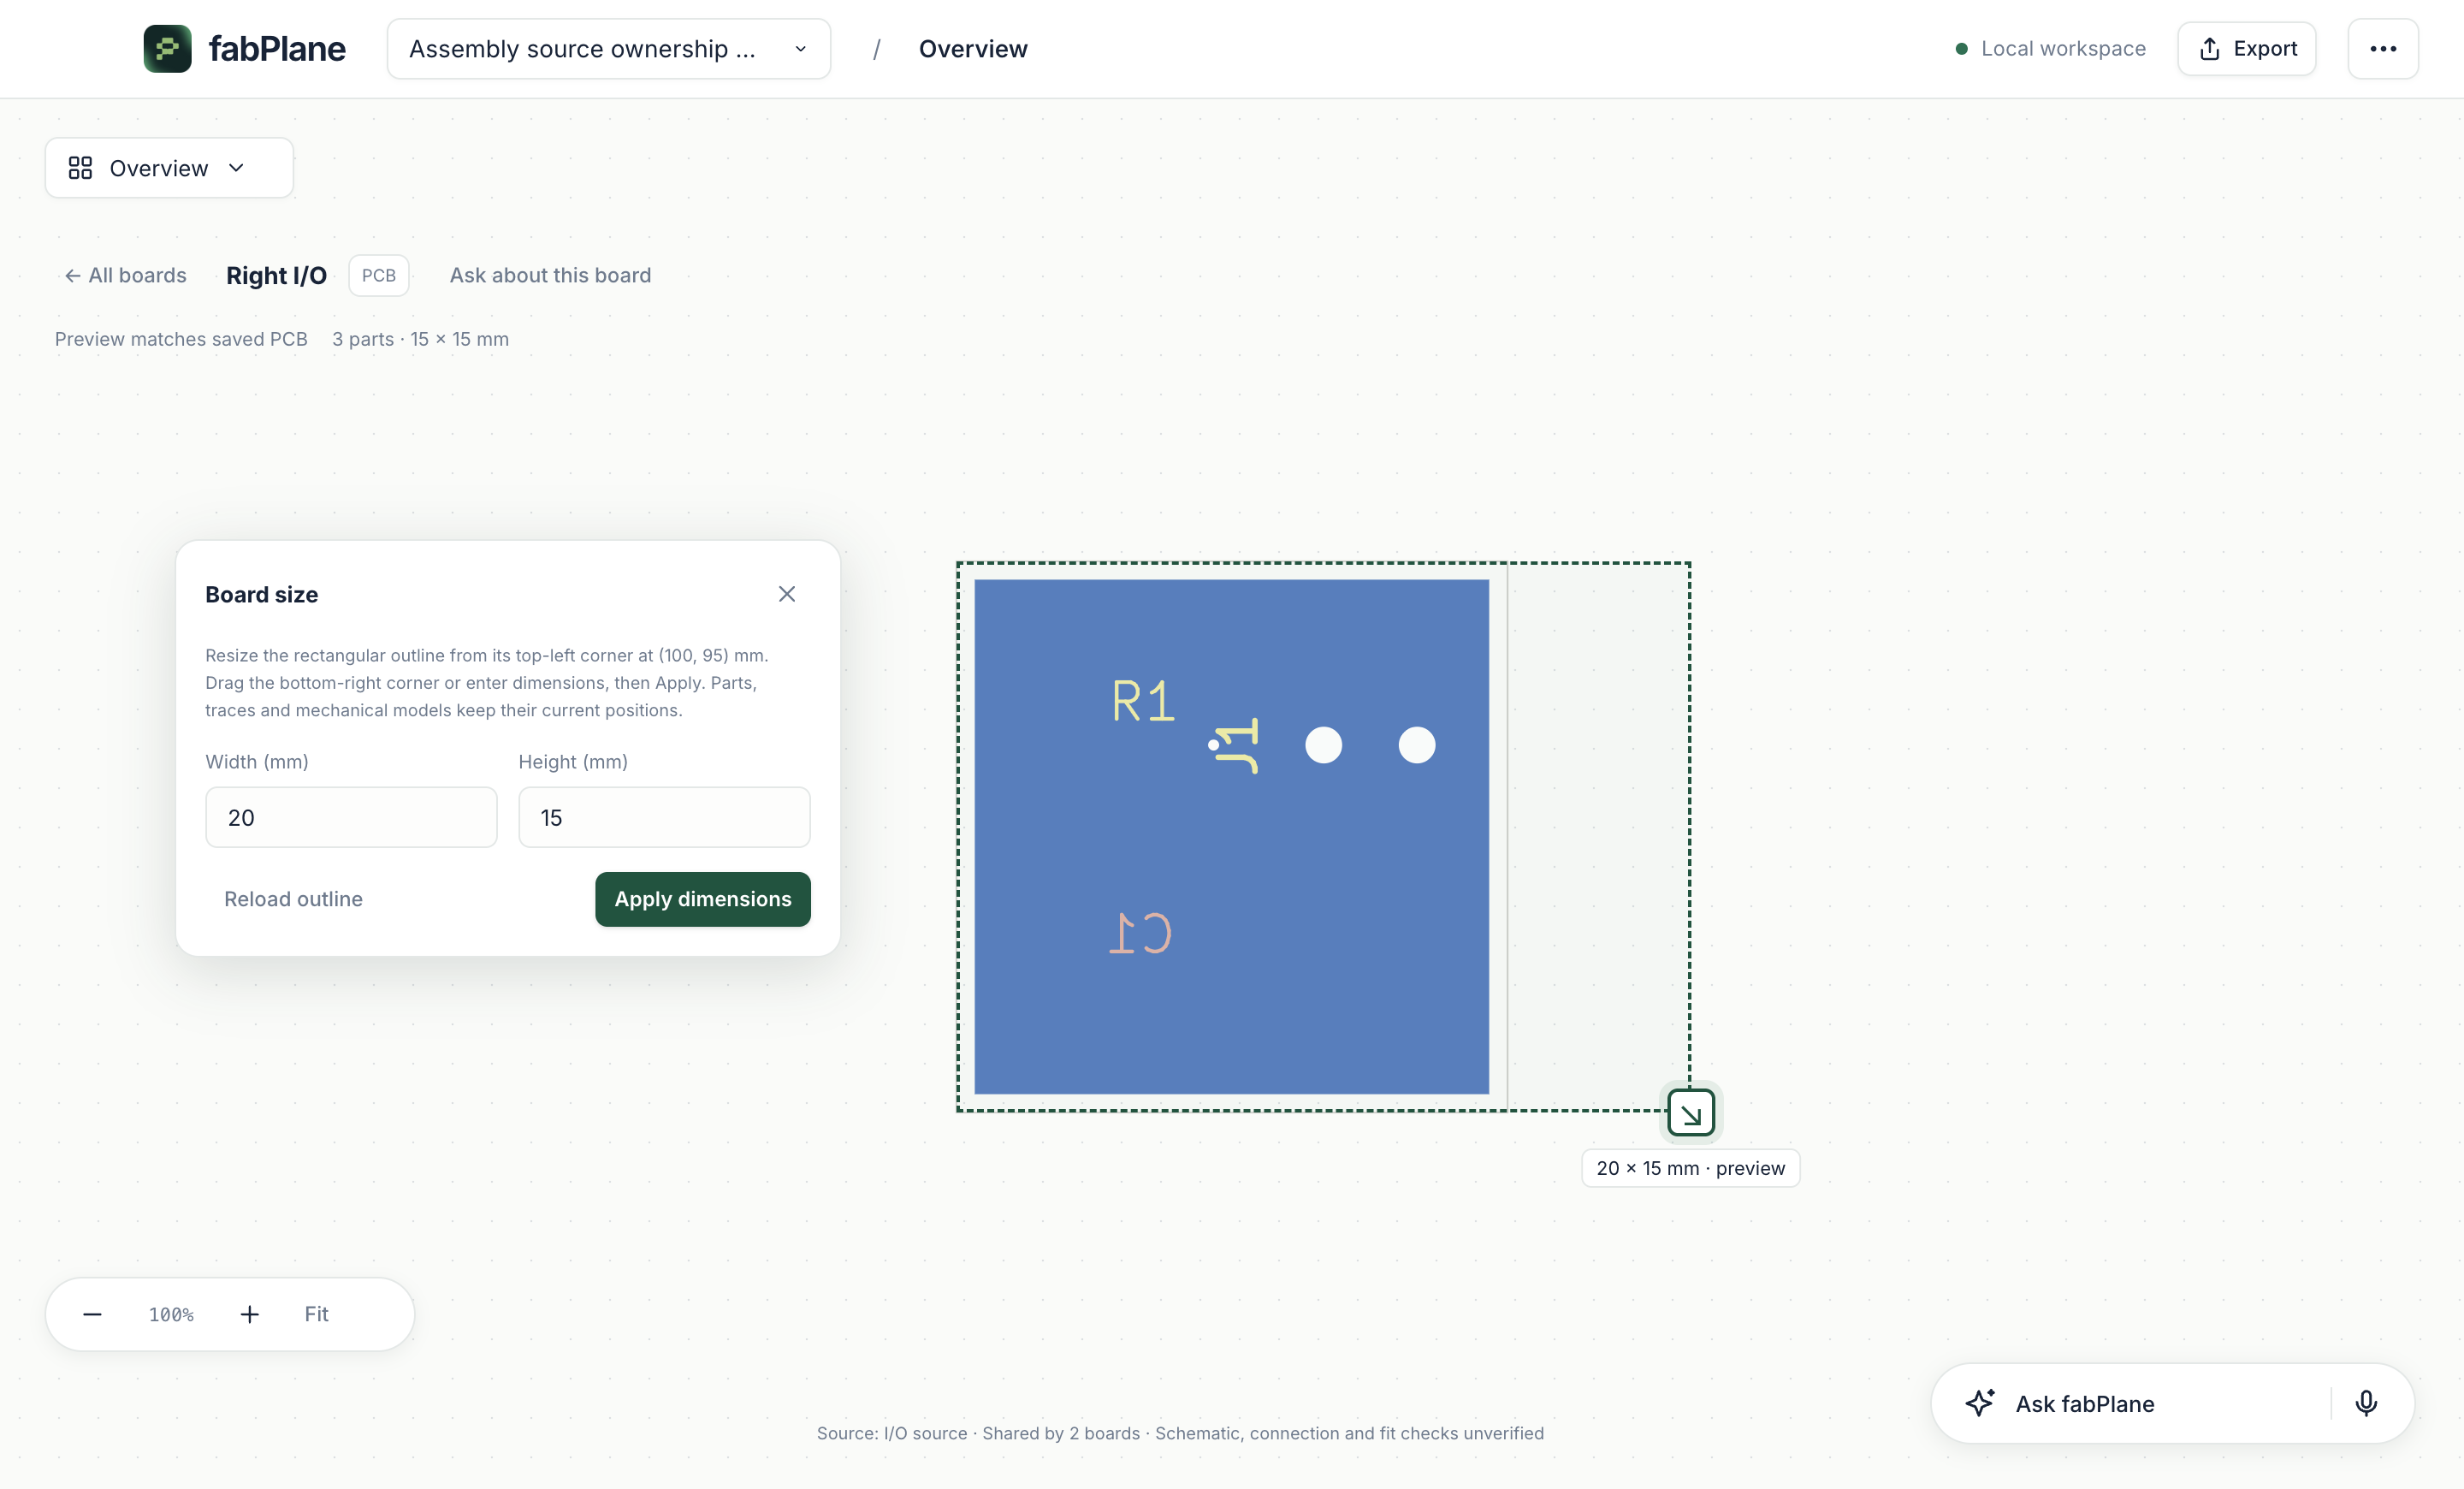 fabPlane
Assembly source ownership ...
/
Overview
Local workspace
Export
Overview
← All boards
Right I/O
PCB
Ask about this board
Preview matches saved PCB
3 parts · 15 × 15 mm
Board size
Resize the rectangular outline from its top-left corner at (100, 95) mm.
Drag the bottom-right corner or enter dimensions, then Apply. Parts,
traces and mechanical models keep their current positions.
Width (mm)
Height (mm)
20
15
Reload outline
Apply dimensions
R1
J1
C1
20 × 15 mm · preview
100%
Fit
Ask fabPlane
Source: I/O source · Shared by 2 boards · Schematic, connection and fit checks unverified